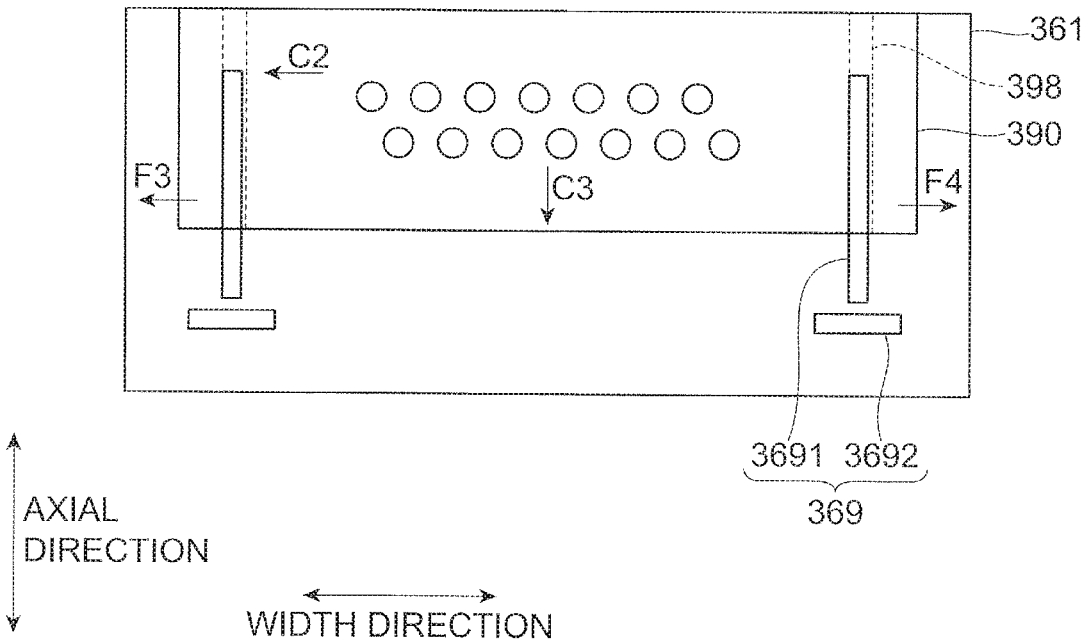 361
C2
398
390
F3
C3
F4
3691 3692
369
AXIAL
DIRECTION
WIDTH DIRECTION